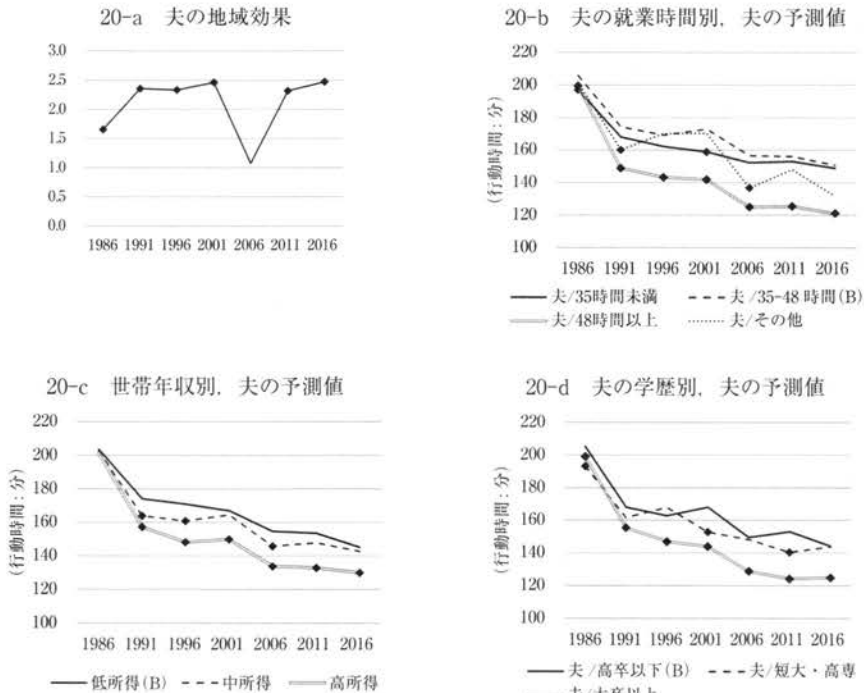 20-a 夫の地域効果
3.0
2.5
2.0
1.5
1.0
0.5
0.0
1986 1991 1996 2001 2006 2011 2016
20-b 夫の就業時間別，夫の予測値
(行動時間：分)
220
200
180
160
140
120
100
1986 1991 1996 2001 2006 2011 2016
夫/35時間未満 夫/35-48時間(B)
夫/48時間以上 夫/その他
20-c 世帯年収別，夫の予測値
(行動時間：分)
220
200
180
160
140
120
100
1986 1991 1996 2001 2006 2011 2016
低所得(B) 中所得 高所得
20-d 夫の学歴別，夫の予測値
(行動時間：分)
220
200
180
160
140
120
100
1986 1991 1996 2001 2006 2011 2016
夫/高卒以下(B) 夫/短大・高専